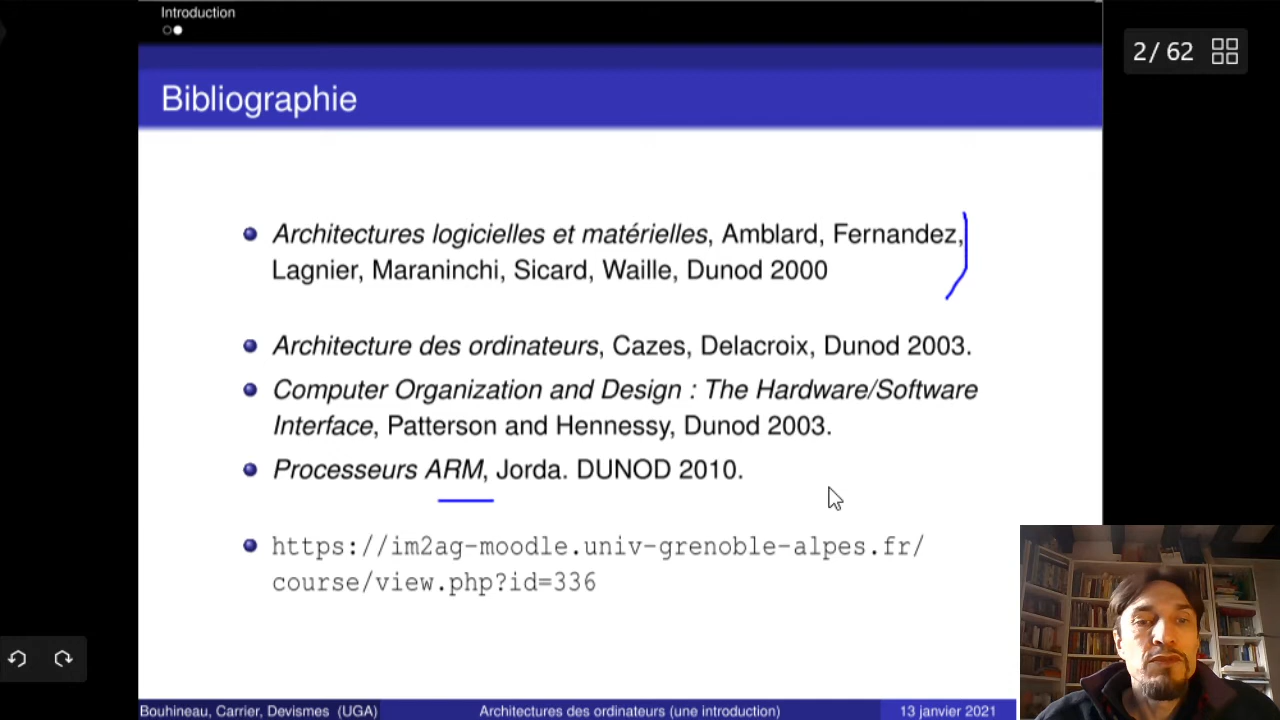 Introduction
2/ 62
Bibliographie
Architectures logicielles et matérielles, Amblard, Fernandez,
Lagnier, Maraninchi, Sicard, Waille, Dunod 2000
Architecture des ordinateurs, Cazes, Delacroix, Dunod 2003.
Computer Organization and Design : The Hardware/Software
Interface, Patterson and Hennessy, Dunod 2003.
Processeurs ARM, Jorda. DUNOD 2010.
https://im2ag-moodle.univ-grenoble-alpes.fr/
course/view.php?id=336
Bouhineau, Carrier, Devismes (UGA)
Architectures des ordinateurs (une introduction)
13 janvier 2021